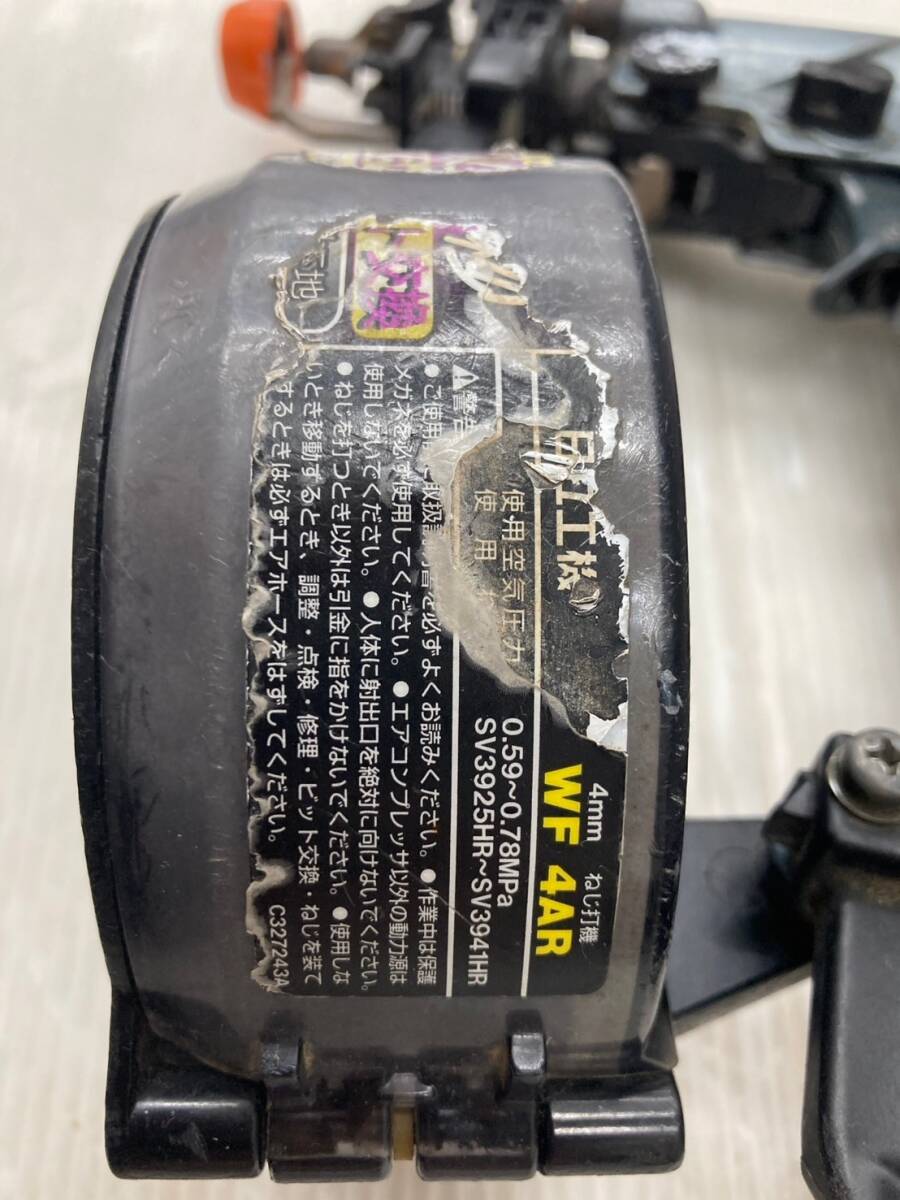 日工機
4mm ねじ打機
WF 4AR
使用空気圧力 0.59~0.78MPa
使用 SV3925HR~SV3941HR
⚠警告
●ご使用 取扱 書を必ずよくお読みください。●作業中は保護
メガネを必ず使用してください。●エアコンプレッサ以外の動力源は
使用しないでください。●人体に射出口を絶対に向けないでください。
●ねじを打つとき以外は引金に指をかけないでください。●使用しな
いとき移動するとき、調整・点検・修理・ビット交換・ねじを装て
するときは必ずエアホースをはずしてください。 C327243A
交換
地